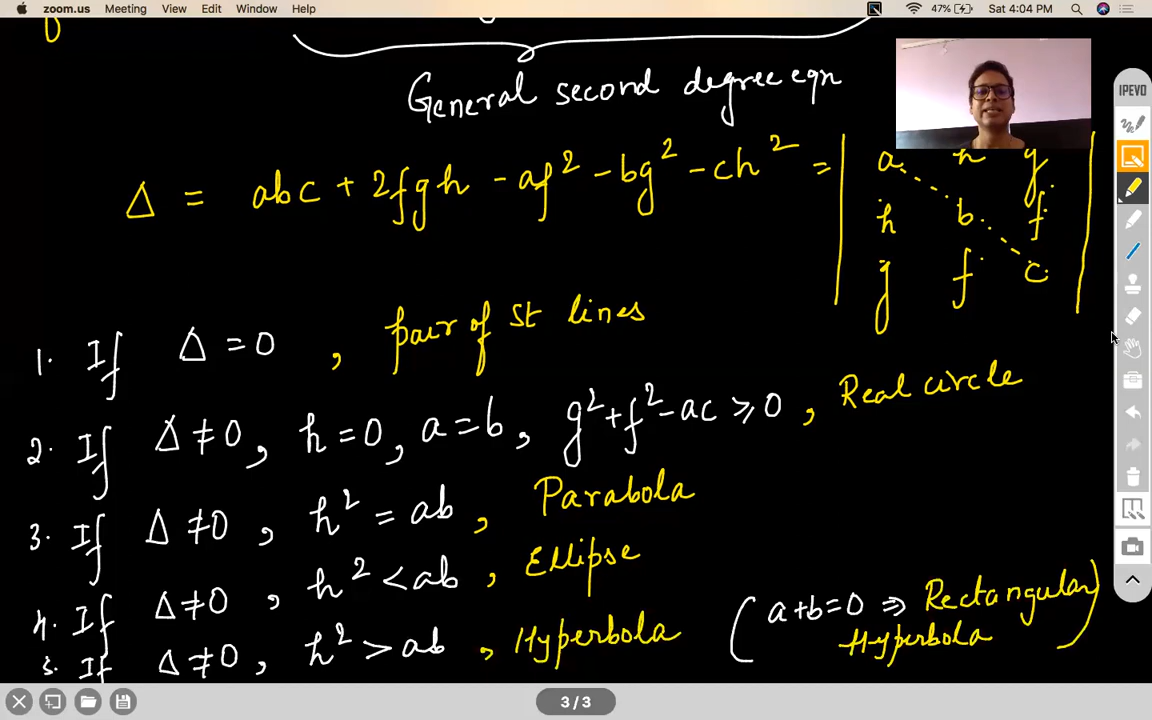 zoom.us Meeting View Edit Window Help 47% Sat 4:04 PM
General second degree eqn
IPEVO
Δ = abc + 2fgh - af² - bg² - ch² = | a h g
h b f
g f c |
1. If Δ = 0 , pair of St lines
2. If Δ ≠ 0, h = 0, a = b, g² + f² - ac ⩾ 0 , Real circle
3. If Δ ≠ 0 , h² = ab , Parabola
4. If Δ ≠ 0 , h² < ab , Ellipse
5. If Δ ≠ 0 , h² > ab , Hyperbola (a + b = 0 ⇒ Rectangular
Hyperbola)
3 / 3